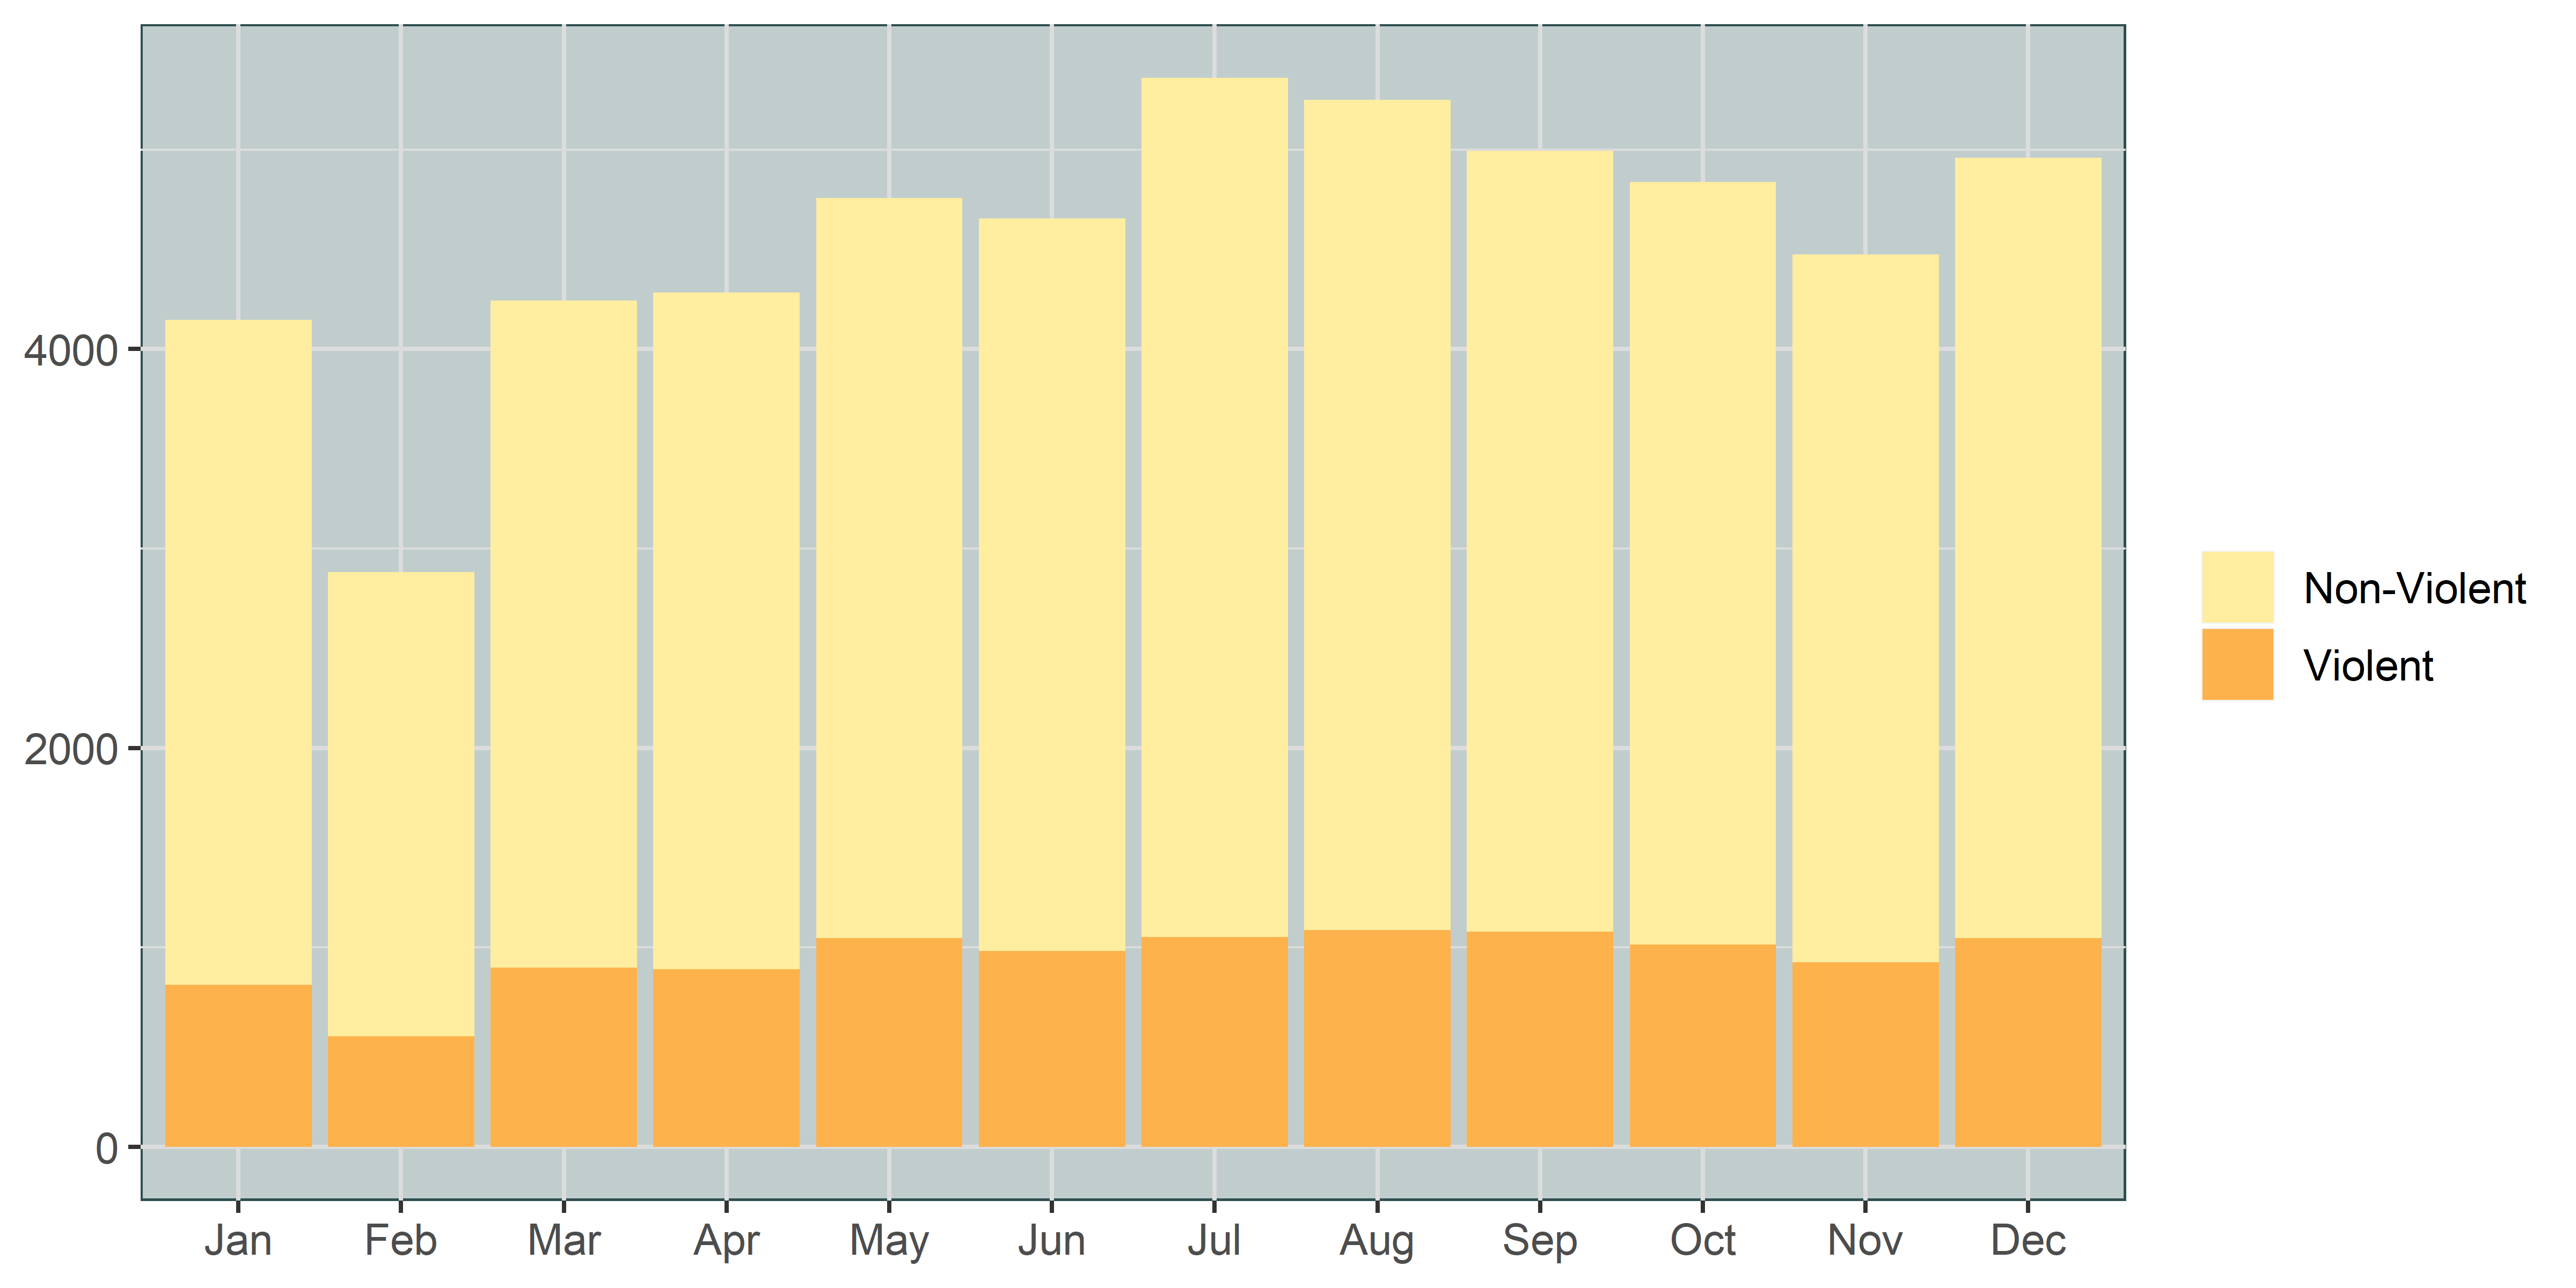 4000
2000
0
Jan Feb Mar Apr May Jun Jul Aug Sep Oct Nov Dec
Non-Violent
Violent